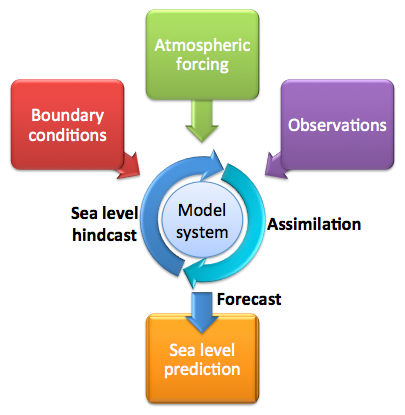 Atmospheric
forcing
Boundary
conditions
Observations
Sea level
hindcast
Model
system
Assimilation
Forecast
Sea level
prediction